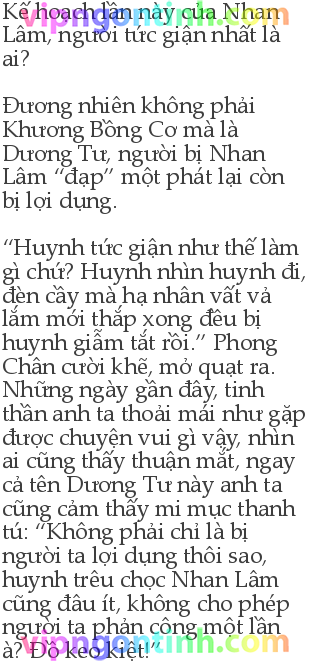 Kế hoạch lần này của Nhan
vipngontinh.com
Lâm, người tức giận nhất là
ai?
Đương nhiên không phải
Khương Bồng Cơ mà là
Dương Tư, người bị Nhan
Lâm “đạp” một phát lại còn
bị lợi dụng.
“Huynh tức giận như thế làm
gì chứ? Huynh nhìn huynh đi,
đèn cầy mà hạ nhân vất vả
lắm mới thắp xong đều bị
huynh giẫm tắt rồi.” Phong
Chân cười khẽ, mở quạt ra.
Những ngày gần đây, tinh
thần anh ta thoải mái như gặp
được chuyện vui gì vậy, nhìn
ai cũng thấy thuận mắt, ngay
cả tên Dương Tư này anh ta
cũng cảm thấy mi mục thanh
tú: “Không phải chỉ là bị
người ta lợi dụng thôi sao,
huynh trêu chọc Nhan Lâm
cũng đâu ít, không cho phép
người ta phản công một lần
vipngontinh.com
à? Đồ keo kiệt!”